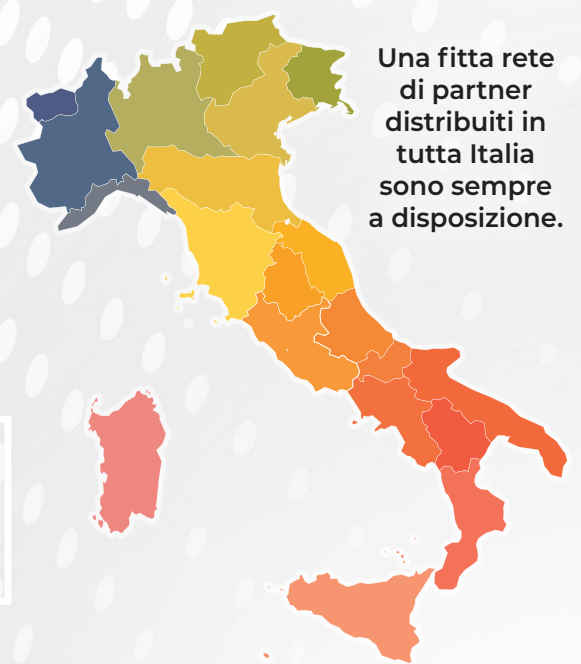 Una fitta rete
di partner
distribuiti in
tutta Italia
sono sempre
a disposizione.